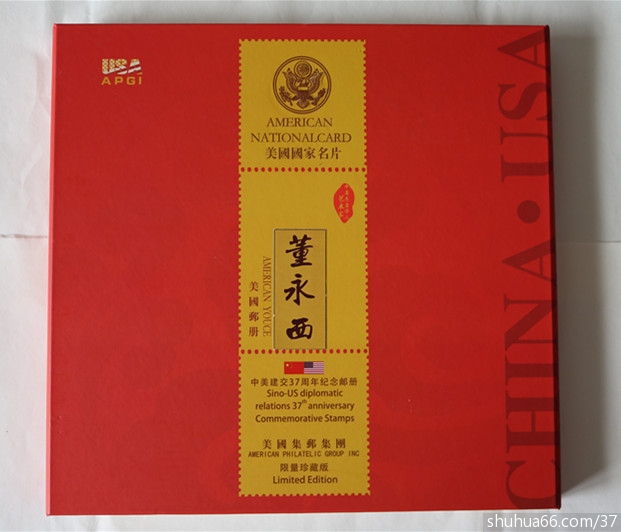 USA
APGI
AMERICAN
NATIONALCARD
美國國家名片
董永西
AMERICAN YOUCE
美國郵册
中美建交37周年纪念邮册
Sino-US diplomatic
relations 37th anniversary
Commemorative Stamps
美國集郵集團
AMERICAN PHILATELIC GROUP INC
限量珍藏版
Limited Edition
CHINA·USA
shuhua66.com/37